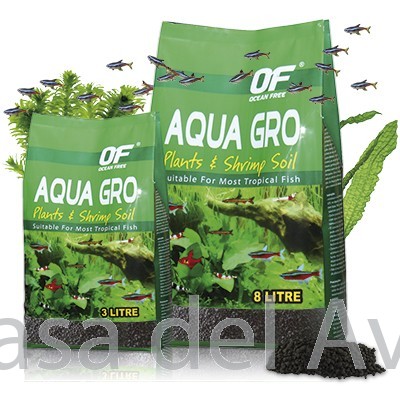 OF
OCEAN FREE
AQUA GRO
Plants & Shrimp Soil
Suitable For Most Tropical Fish
8 LITRE
OF
OCEAN FREE
AQUA GRO
Plants & Shrimp Soil
Suitable For Most Tropical Fish
3 LITRE
asa del Av